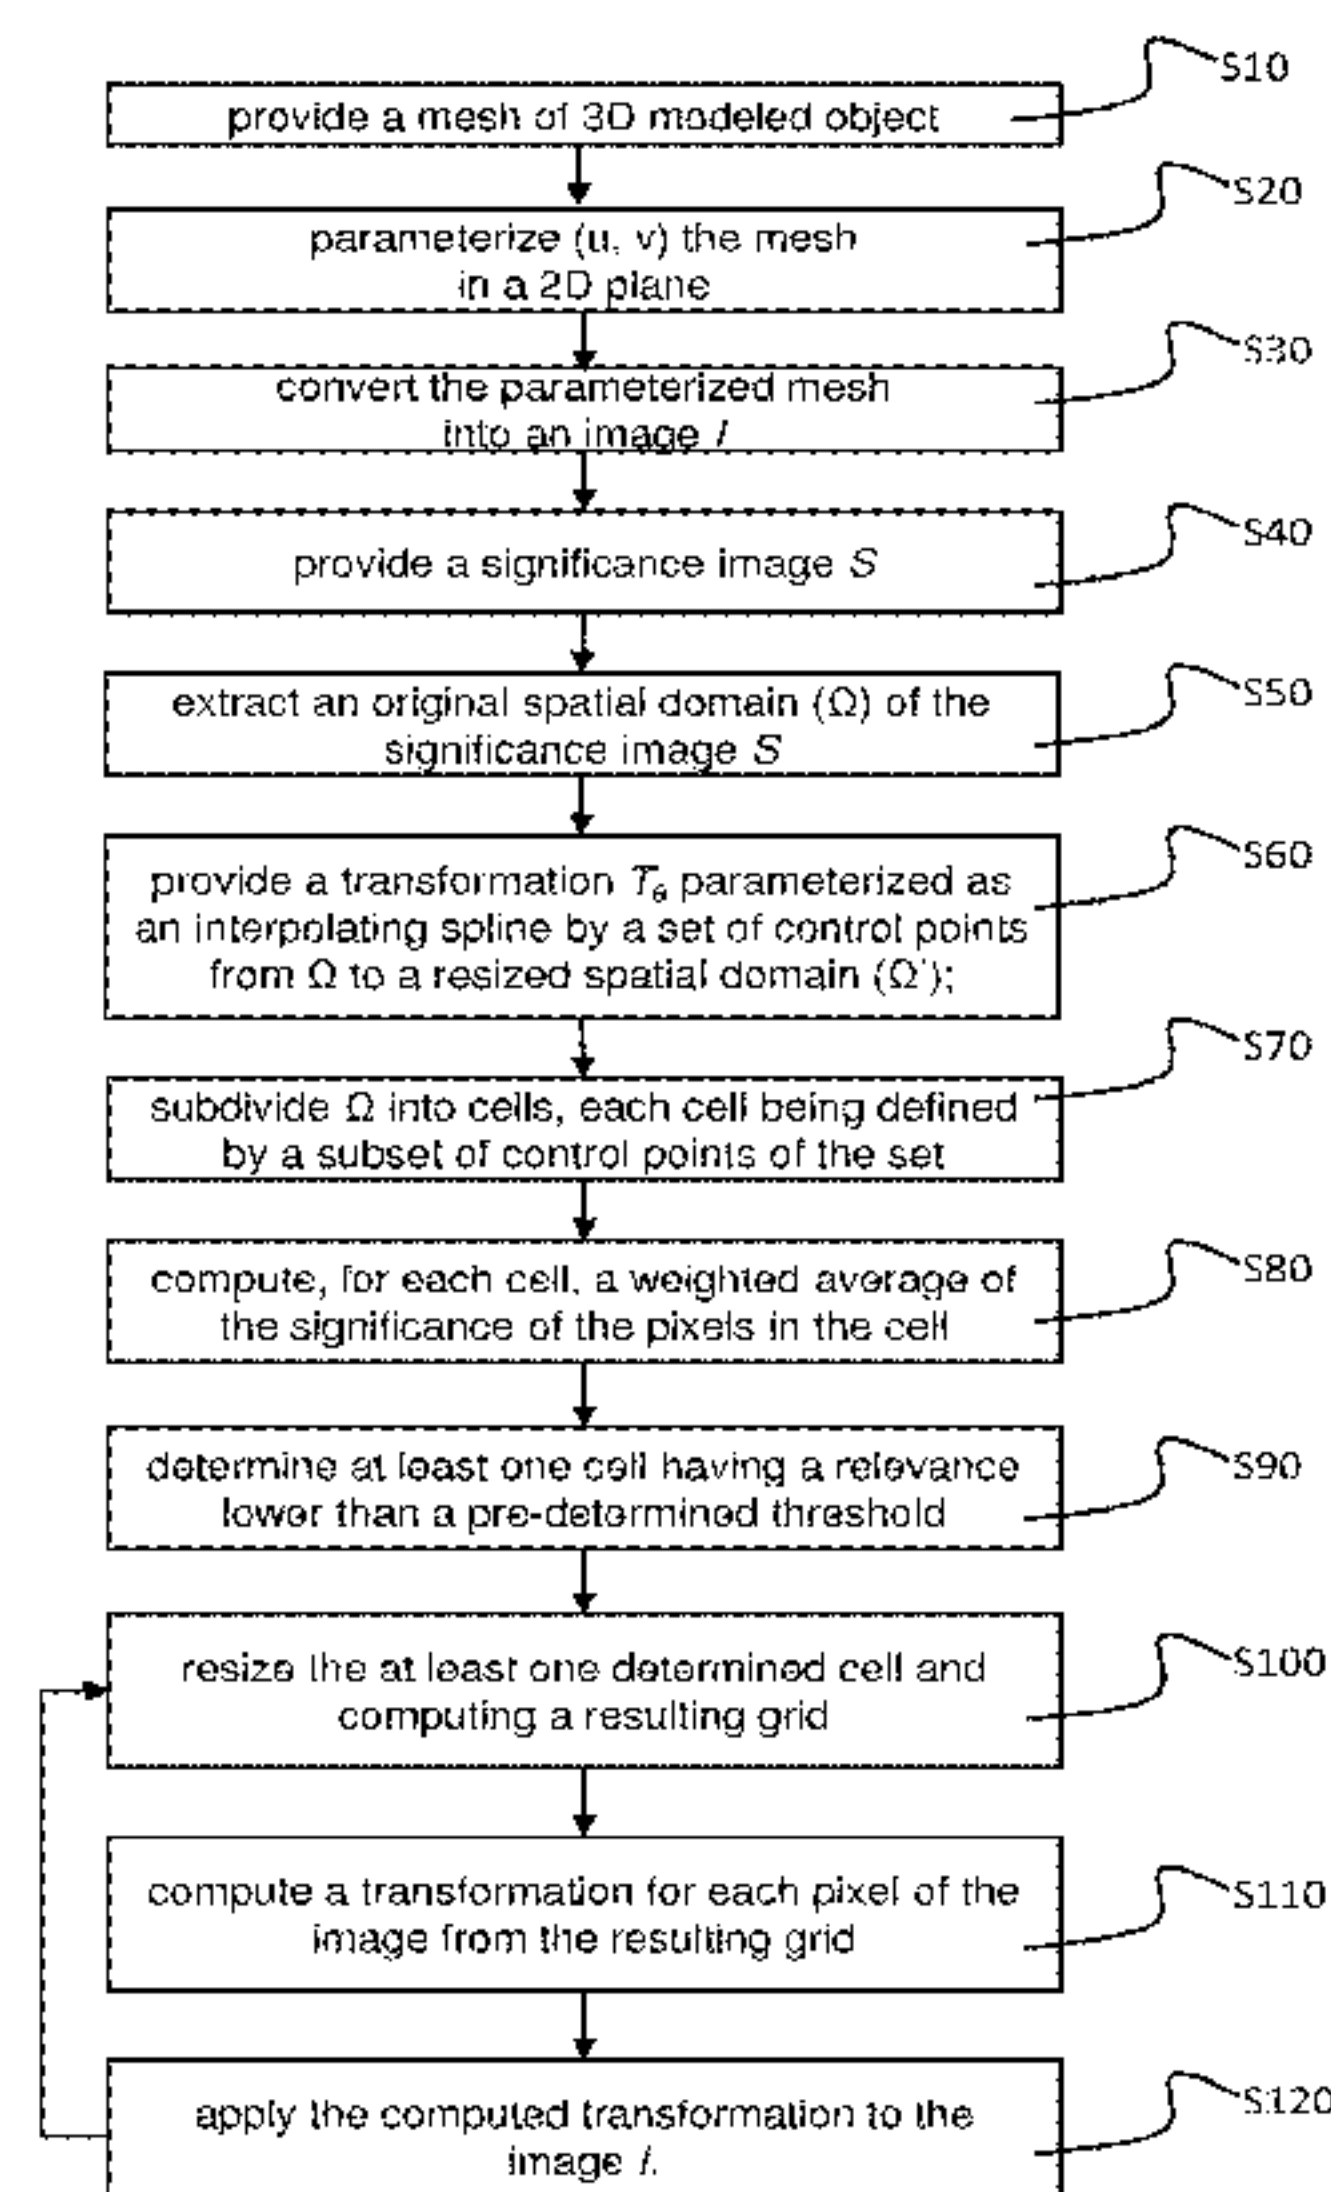 S10
provide a mesh of 3D modeled object
S20
parameterize (u, v) the mesh
in a 2D plane
S30
convert the parameterized mesh
into an image I
S40
provide a significance image S
S50
extract an original spatial domain (Ω) of the
significance image S
S60
provide a transformation Tθ parameterized as
an interpolating spline by a set of control points
from Ω to a resized spatial domain (Ω');
S70
subdivide Ω into cells, each cell being defined
by a subset of control points of the set
S80
compute, for each cell, a weighted average of
the significance of the pixels in the cell
S90
determine at least one cell having a relevance
lower than a pre-determined threshold
S100
resize the at least one determined cell and
computing a resulting grid
S110
compute a transformation for each pixel of the
image from the resulting grid
S120
apply the computed transformation to the
image I.